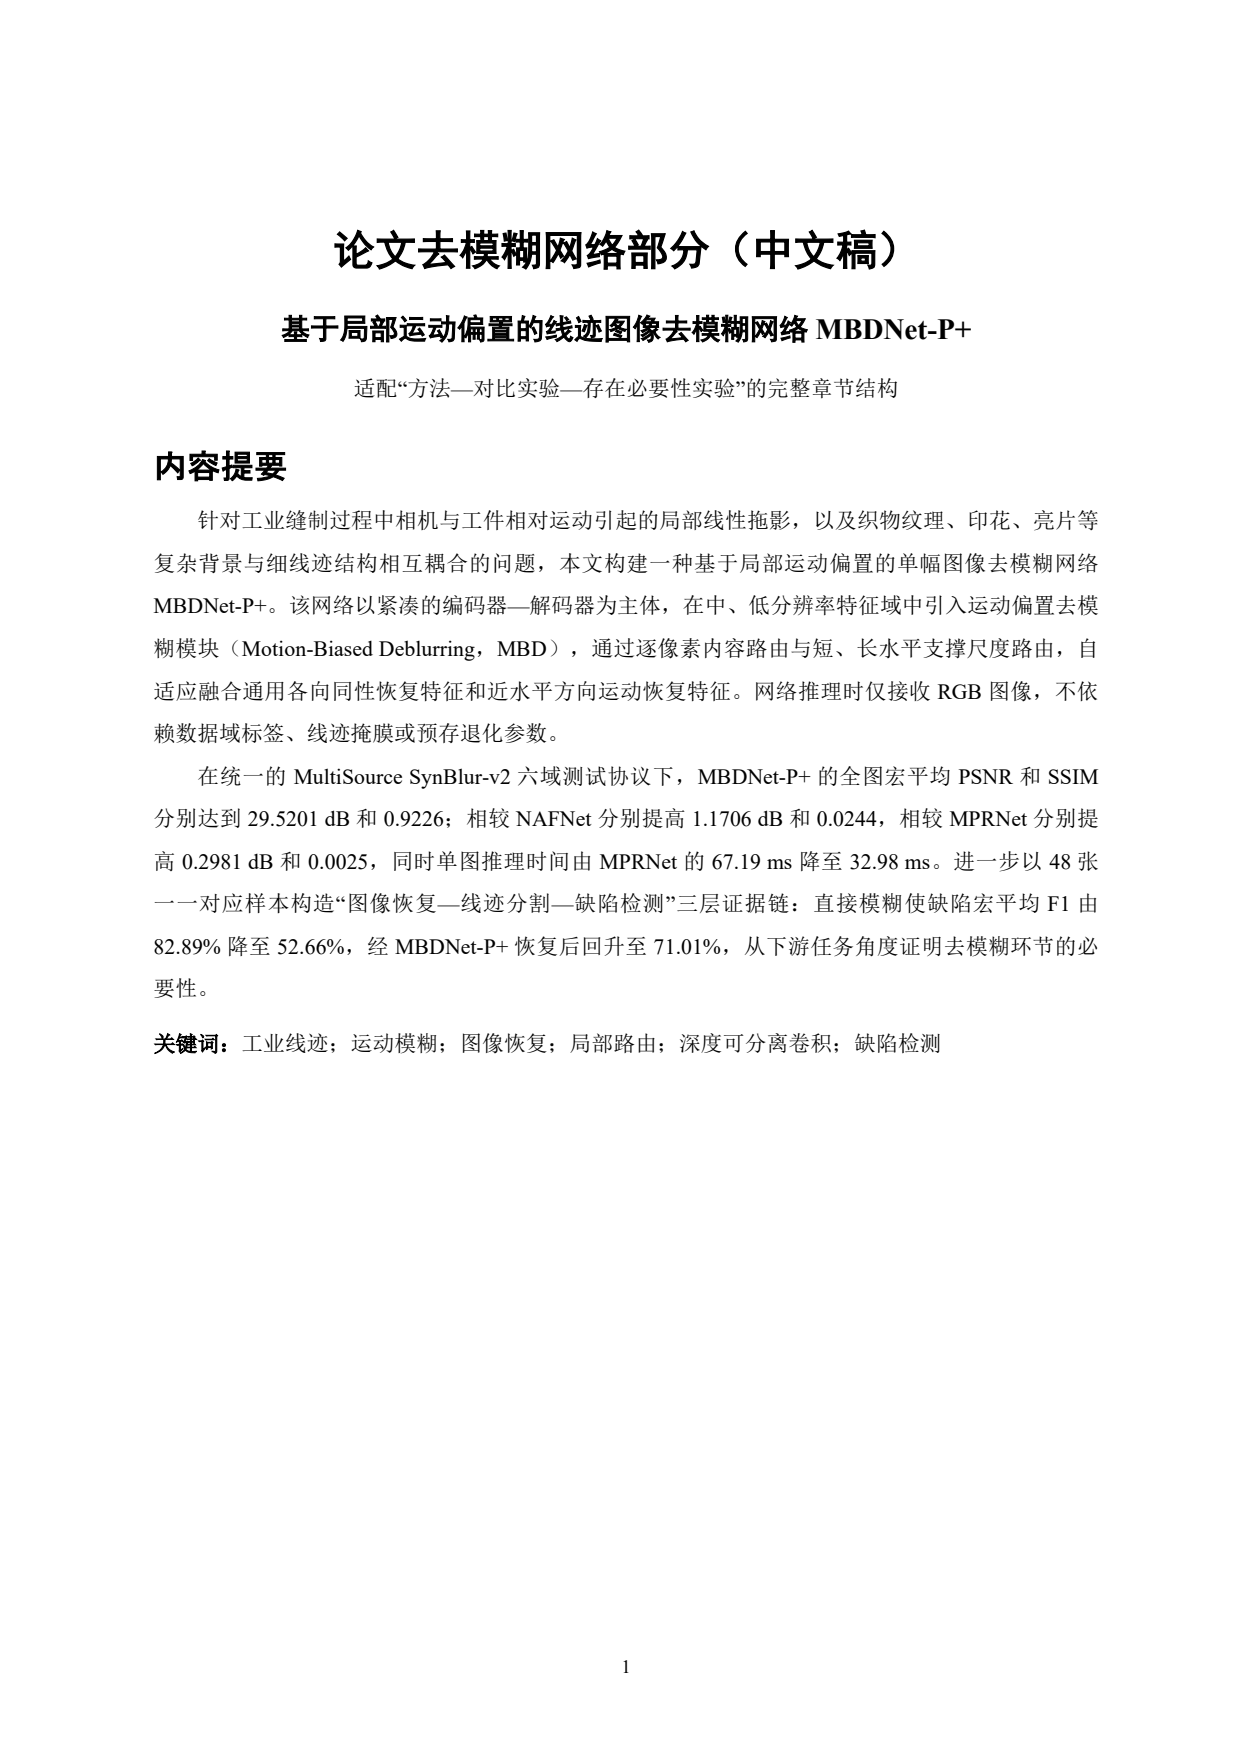 论文去模糊网络部分（中文稿）
基于局部运动偏置的线迹图像去模糊网络 MBDNet-P+
适配“方法—对比实验—存在必要性实验”的完整章节结构
内容提要
针对工业缝制过程中相机与工件相对运动引起的局部线性拖影，以及织物纹理、印花、亮片等
复杂背景与细线迹结构相互耦合的问题，本文构建一种基于局部运动偏置的单幅图像去模糊网络
MBDNet-P+。该网络以紧凑的编码器—解码器为主体，在中、低分辨率特征域中引入运动偏置去模
糊模块（Motion-Biased Deblurring，MBD），通过逐像素内容路由与短、长水平支撑尺度路由，自
适应融合通用各向同性恢复特征和近水平方向运动恢复特征。网络推理时仅接收 RGB 图像，不依
赖数据域标签、线迹掩膜或预存退化参数。
在统一的 MultiSource SynBlur-v2 六域测试协议下，MBDNet-P+ 的全图宏平均 PSNR 和 SSIM
分别达到 29.5201 dB 和 0.9226；相较 NAFNet 分别提高 1.1706 dB 和 0.0244，相较 MPRNet 分别提
高 0.2981 dB 和 0.0025，同时单图推理时间由 MPRNet 的 67.19 ms 降至 32.98 ms。进一步以 48 张
一一对应样本构造“图像恢复—线迹分割—缺陷检测”三层证据链：直接模糊使缺陷宏平均 F1 由
82.89% 降至 52.66%，经 MBDNet-P+ 恢复后回升至 71.01%，从下游任务角度证明去模糊环节的必
要性。
关键词：工业线迹；运动模糊；图像恢复；局部路由；深度可分离卷积；缺陷检测
1